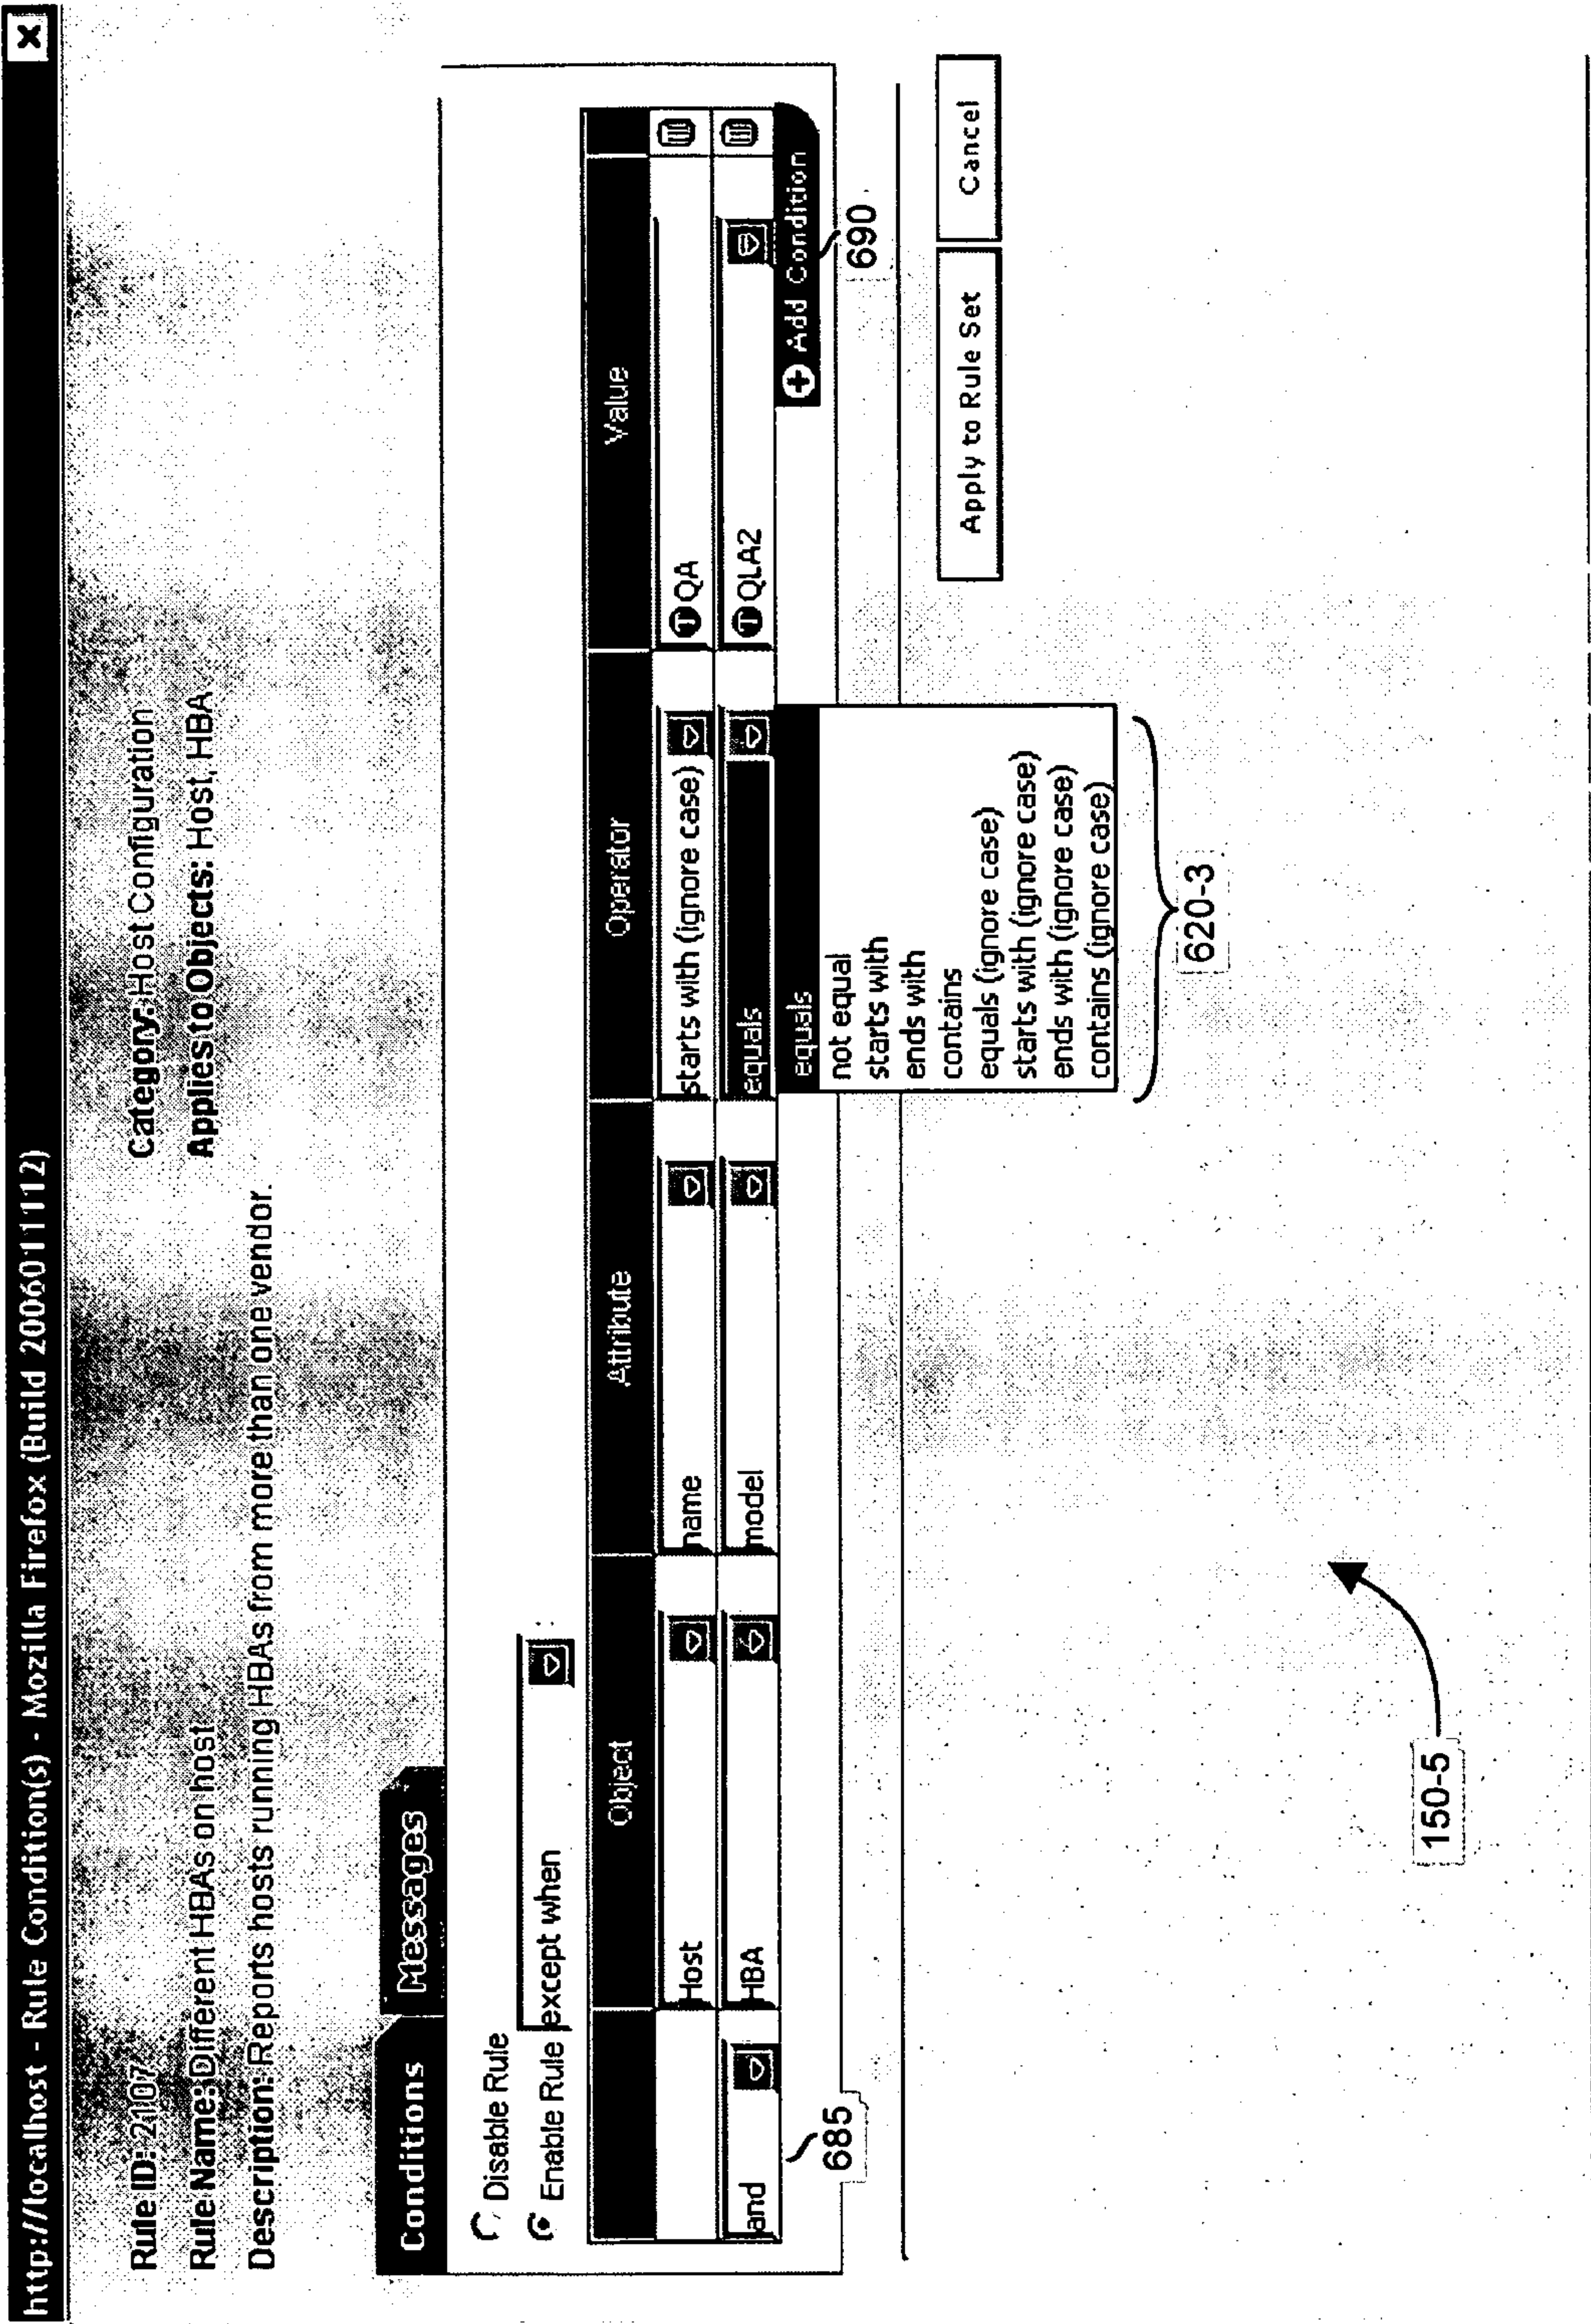 http://localhost - Rule Condition(s) - Mozilla Firefox (Build 2006011112)
Rule ID: 21107
Category: Host Configuration
Rule Name: Different HBAs on host
Applies to Objects: Host, HBA
Description: Reports hosts running HBAs from more than one vendor.
Conditions Messages
Disable Rule
Enable Rule except when :
Object Attribute Operator Value
Host name starts with (ignore case) T QA
and HBA model equals T QLA2
Add Condition
equals
not equal
starts with
ends with
contains
equals (ignore case)
starts with (ignore case)
ends with (ignore case)
contains (ignore case)
685
690
Apply to Rule Set Cancel
620-3
150-5